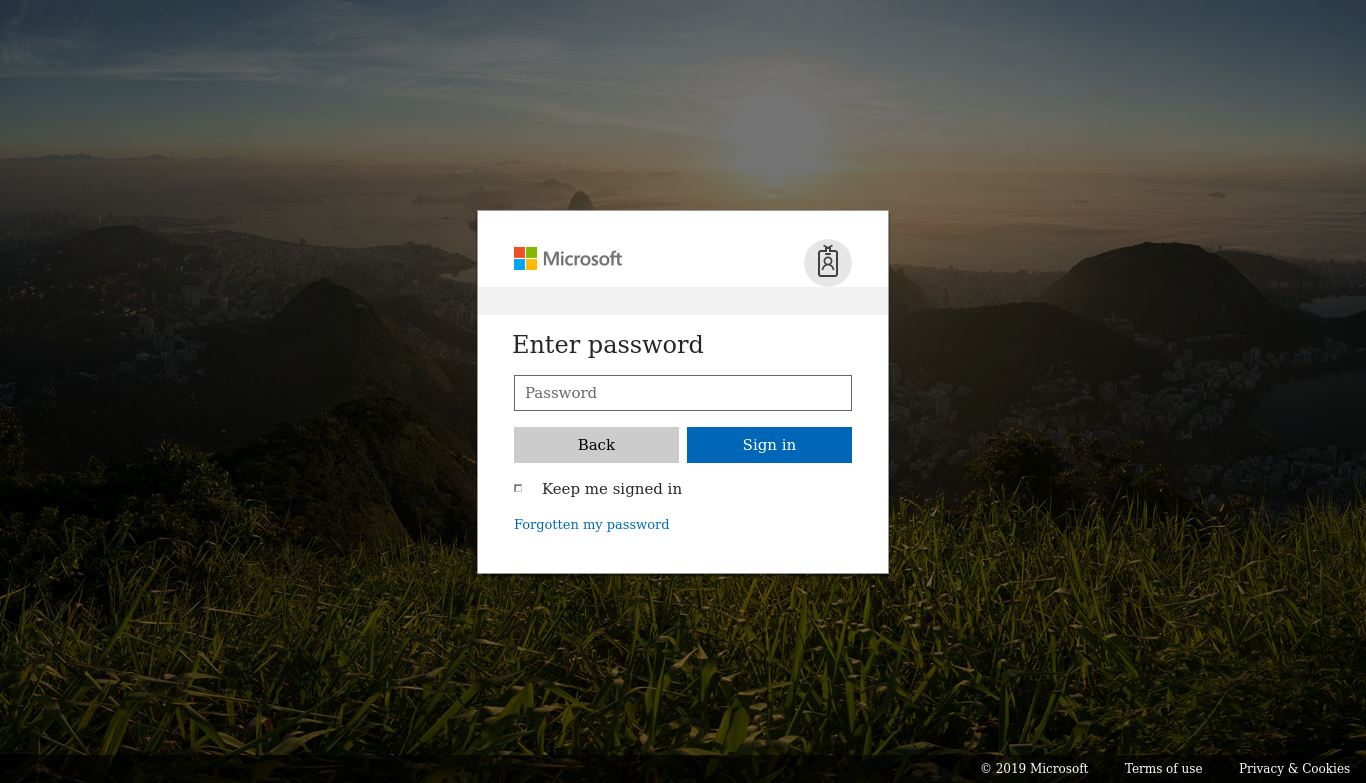 Microsoft
Enter password
Password
Back
Sign in
Keep me signed in
Forgotten my password
© 2019 Microsoft
Terms of use
Privacy & Cookies